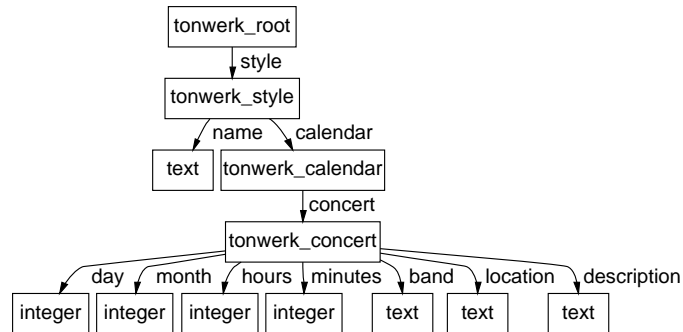 tonwerk_root
style
tonwerk_style
name calendar
text tonwerk_calendar
concert
tonwerk_concert
day month hours minutes band location description
integer integer integer integer text text text